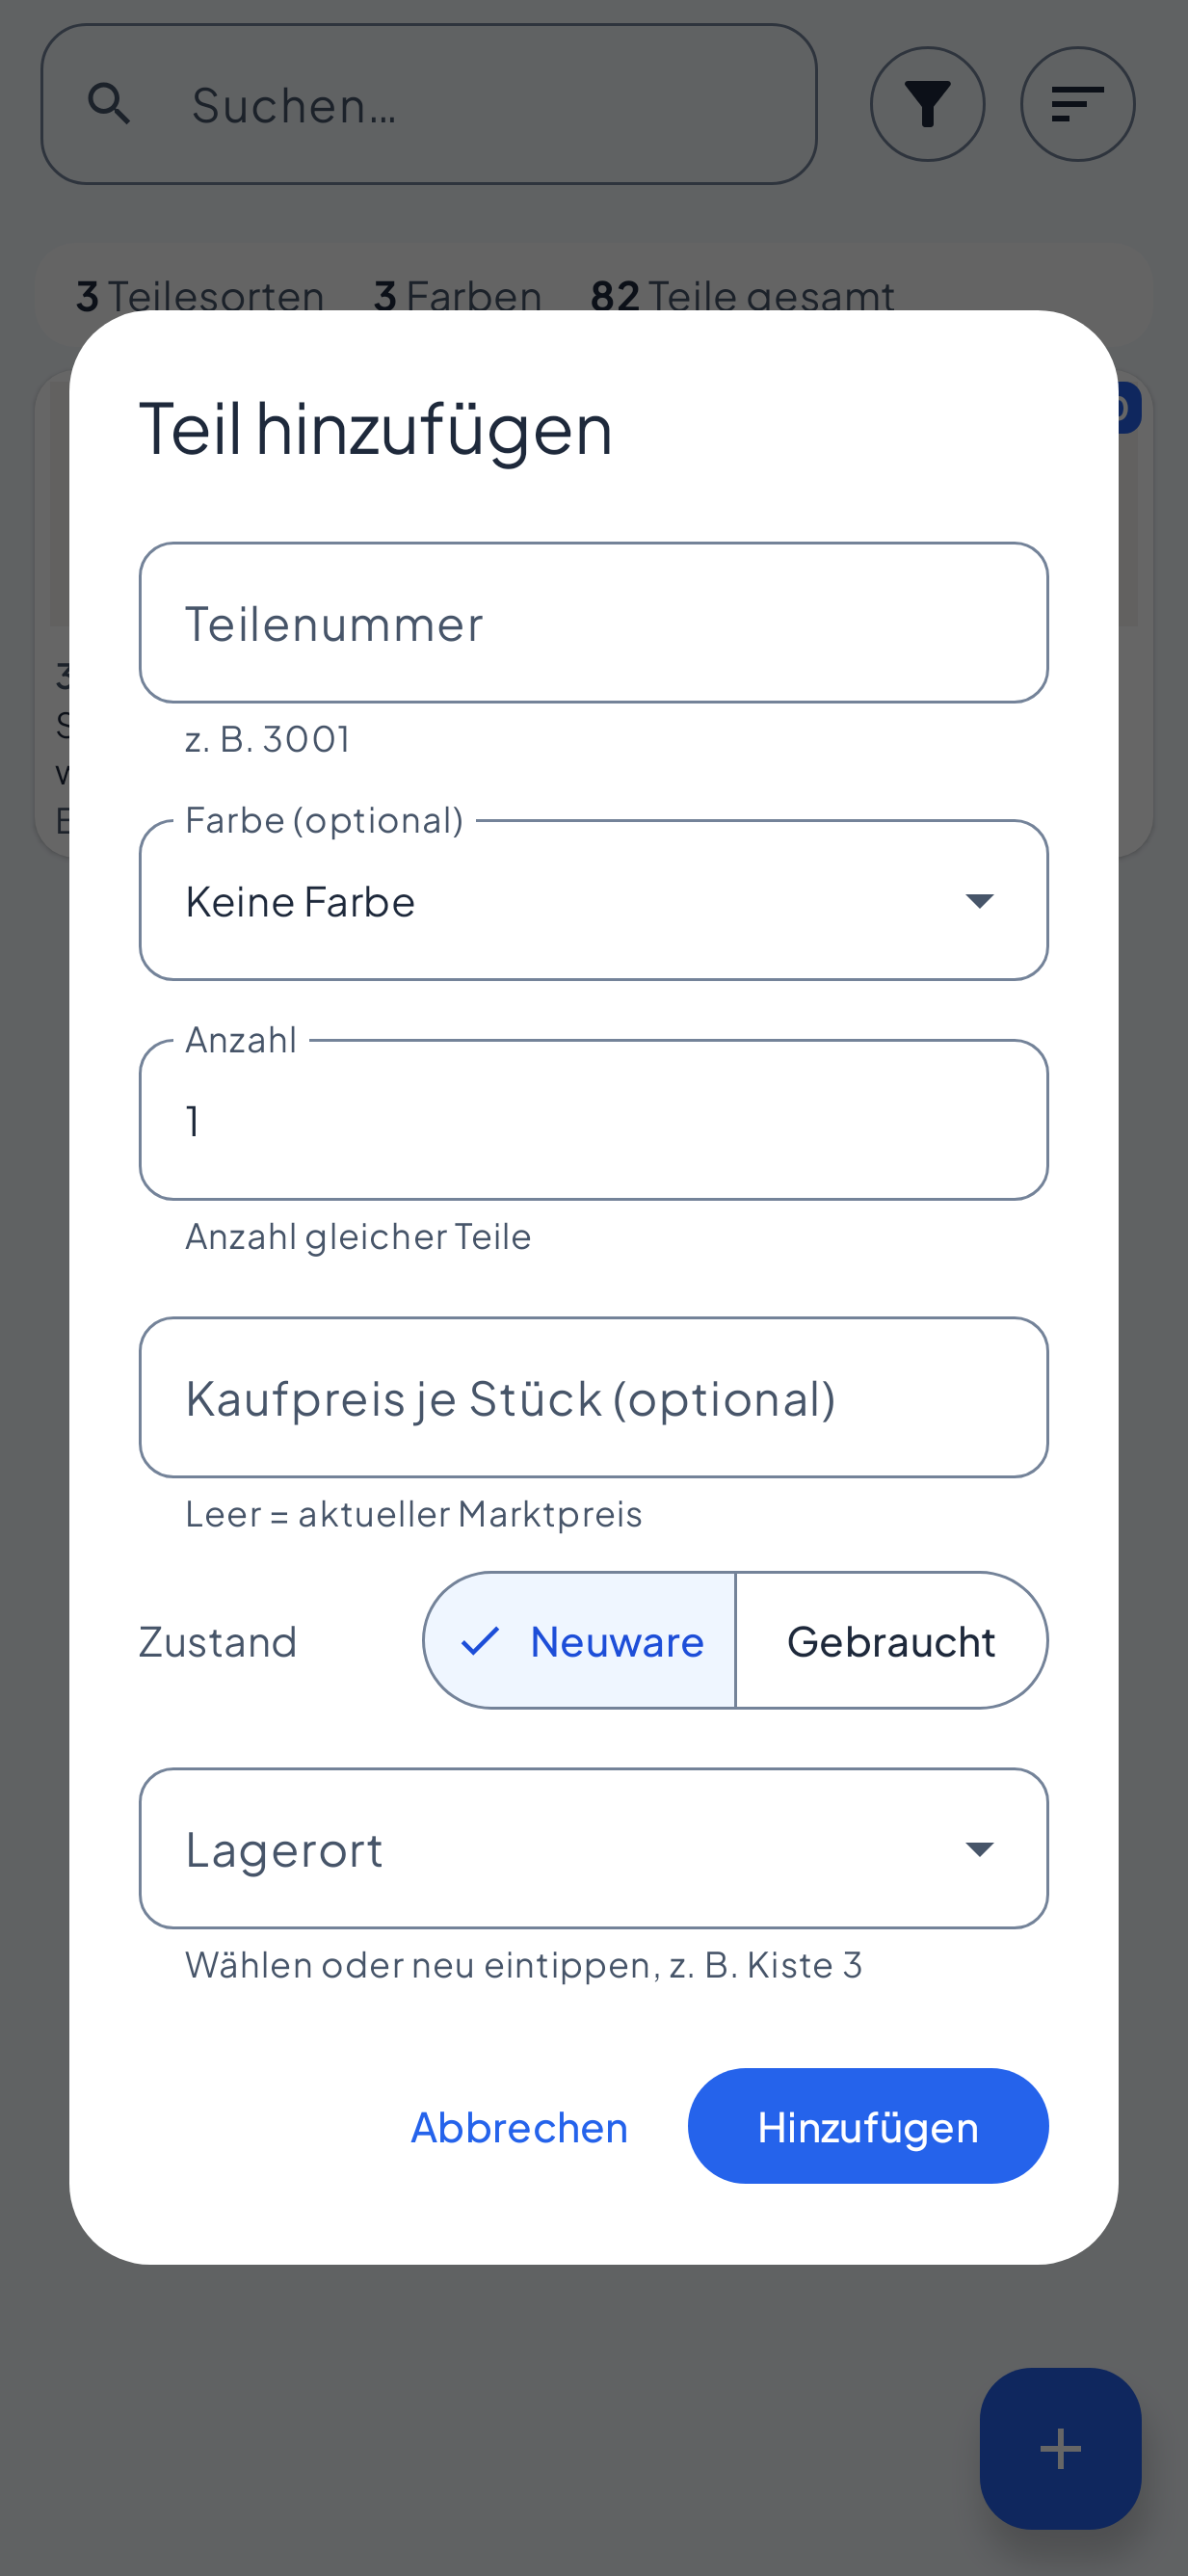 Suchen...
3 Teilesorten 3 Farben 82 Teile gesamt
Teil hinzufügen
Teilenummer
z. B. 3001
Farbe (optional)
Keine Farbe
Anzahl
1
Anzahl gleicher Teile
Kaufpreis je Stück (optional)
Leer = aktueller Marktpreis
Zustand
Neuware
Gebraucht
Lagerort
Wählen oder neu eintippen, z. B. Kiste 3
Abbrechen
Hinzufügen